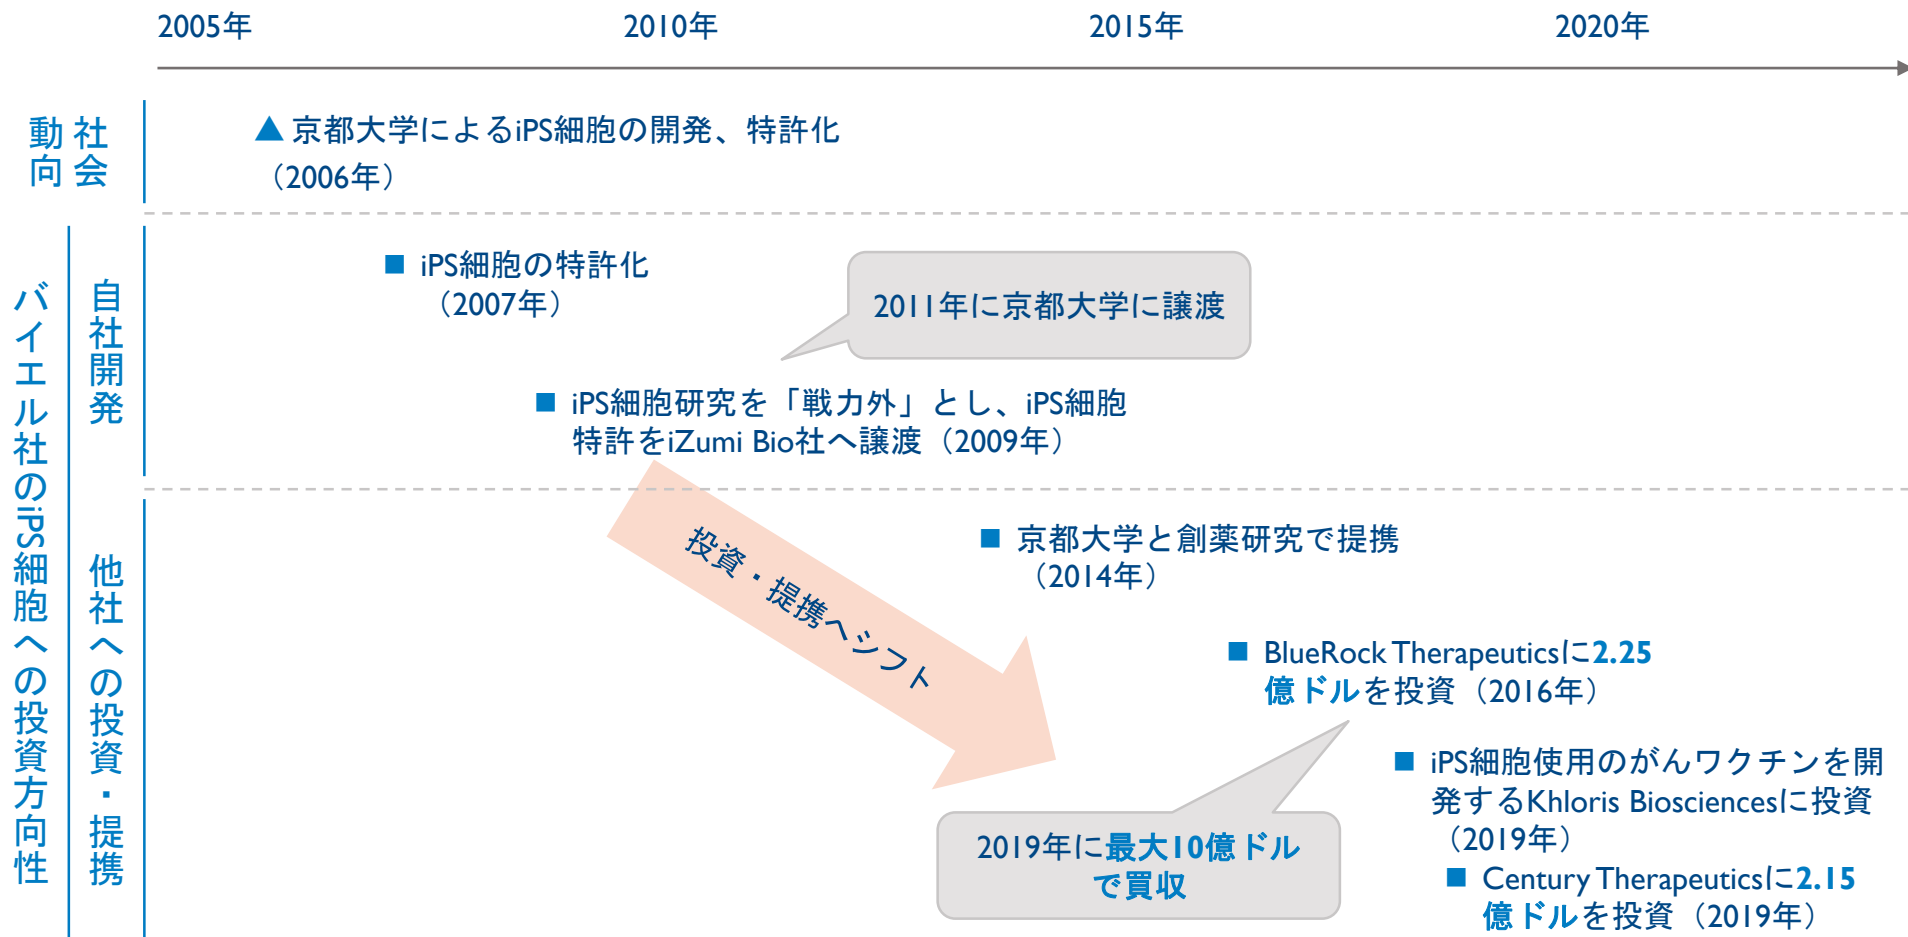 2005年
2010年
2015年
2020年
社会
動向
▲ 京都大学によるiPS細胞の開発、特許化
（2006年）
バイエル社のiPS細胞への投資方向性
自社開発
■ iPS細胞の特許化
（2007年）
2011年に京都大学に譲渡
■ iPS細胞研究を「戦力外」とし、iPS細胞
特許をiZumi Bio社へ譲渡（2009年）
投資・提携へシフト
他社への投資・提携
■ 京都大学と創薬研究で提携
（2014年）
■ BlueRock Therapeuticsに2.25
億ドルを投資（2016年）
2019年に最大10億ドル
で買収
■ iPS細胞使用のがんワクチンを開
発するKhloris Biosciencesに投資
（2019年）
■ Century Therapeuticsに2.15
億ドルを投資（2019年）